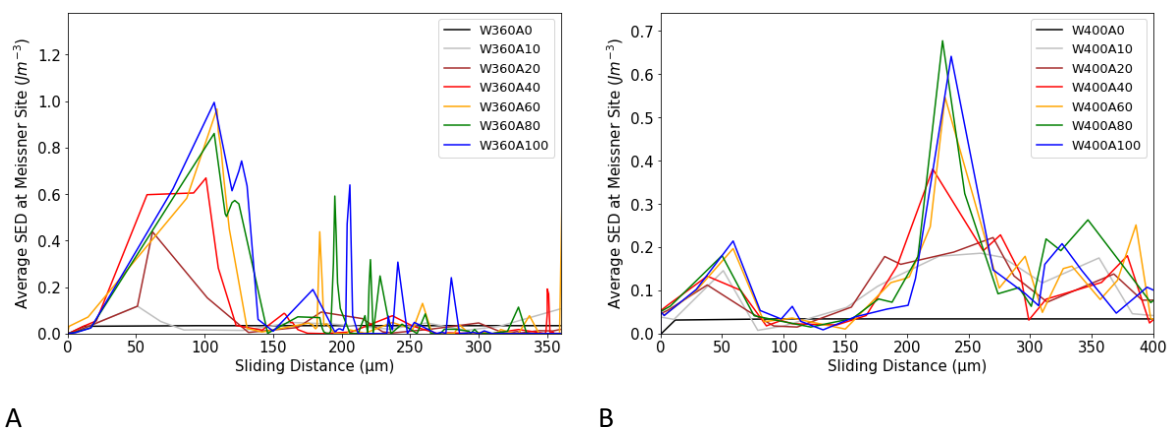 W360A0
W360A10
W360A20
W360A40
W360A60
W360A80
W360A100
1.2
1.0
0.8
0.6
0.4
0.2
0.0
Average SED at Meissner Site (Jm⁻³)
0 50 100 150 200 250 300 350
Sliding Distance (μm)
A
W400A0
W400A10
W400A20
W400A40
W400A60
W400A80
W400A100
0.7
0.6
0.5
0.4
0.3
0.2
0.1
0.0
Average SED at Meissner Site (Jm⁻³)
0 50 100 150 200 250 300 350 400
Sliding Distance (μm)
B